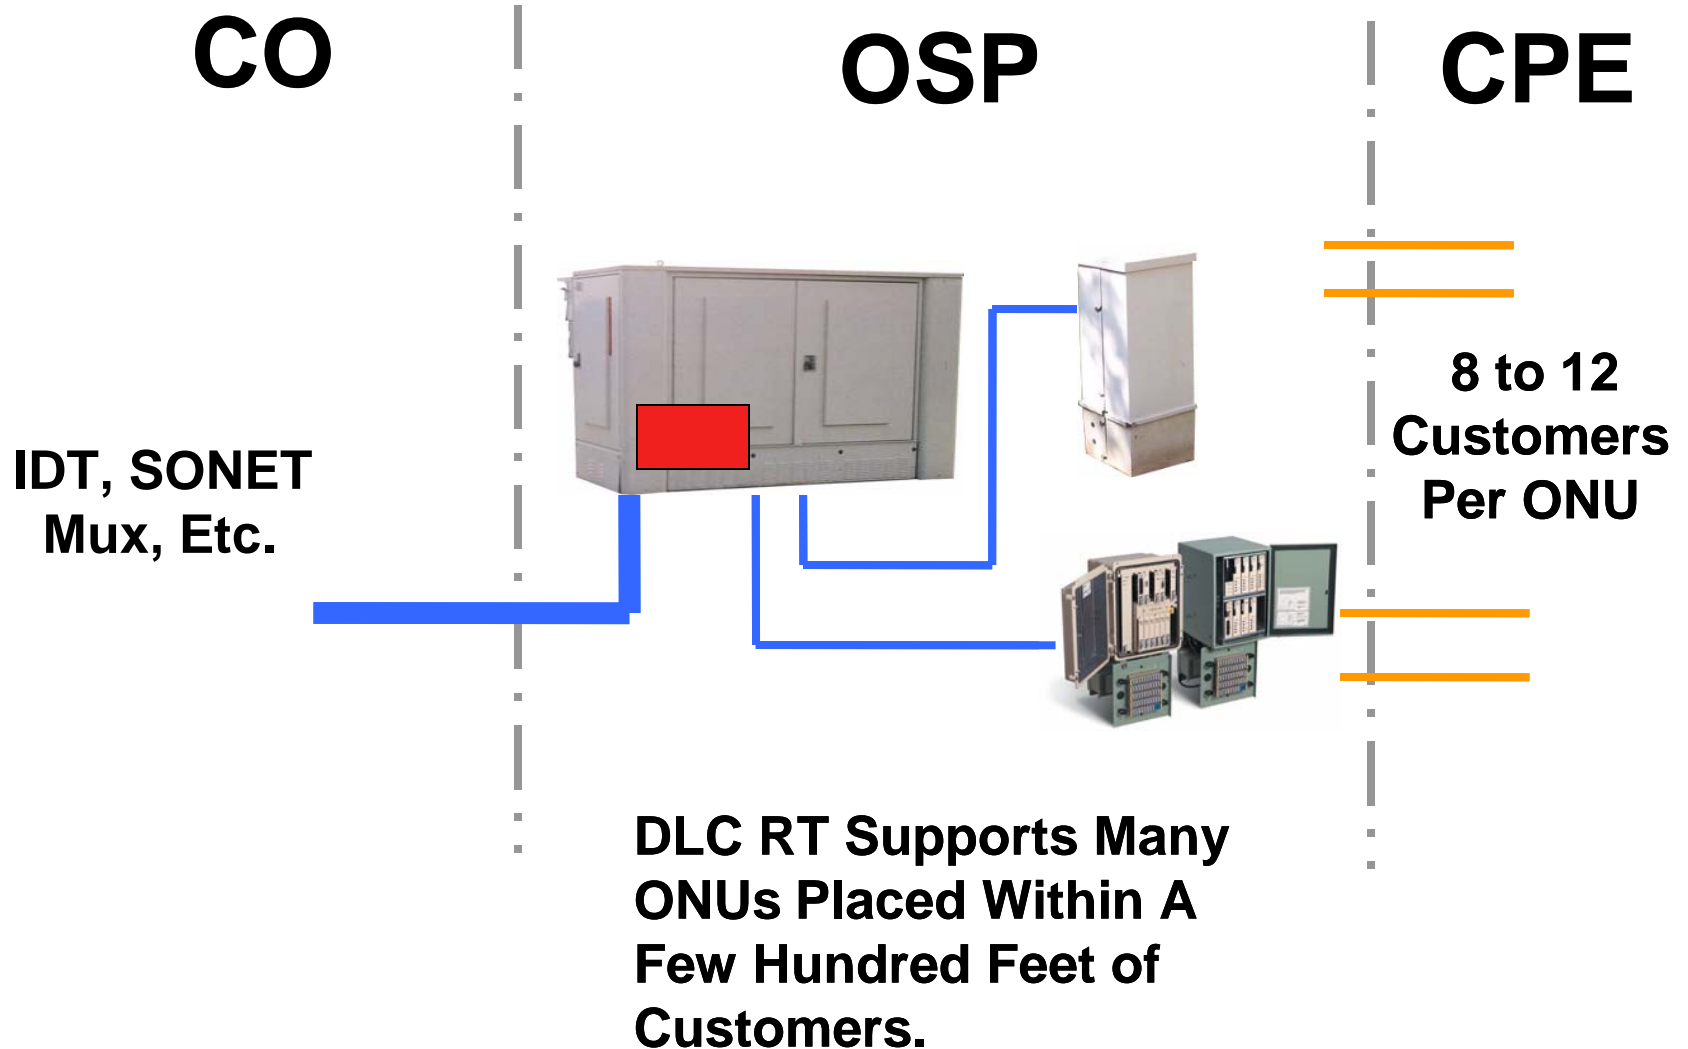 CO
OSP
CPE
IDT, SONET
Mux, Etc.
8 to 12
Customers
Per ONU
DLC RT Supports Many
ONUs Placed Within A
Few Hundred Feet of
Customers.